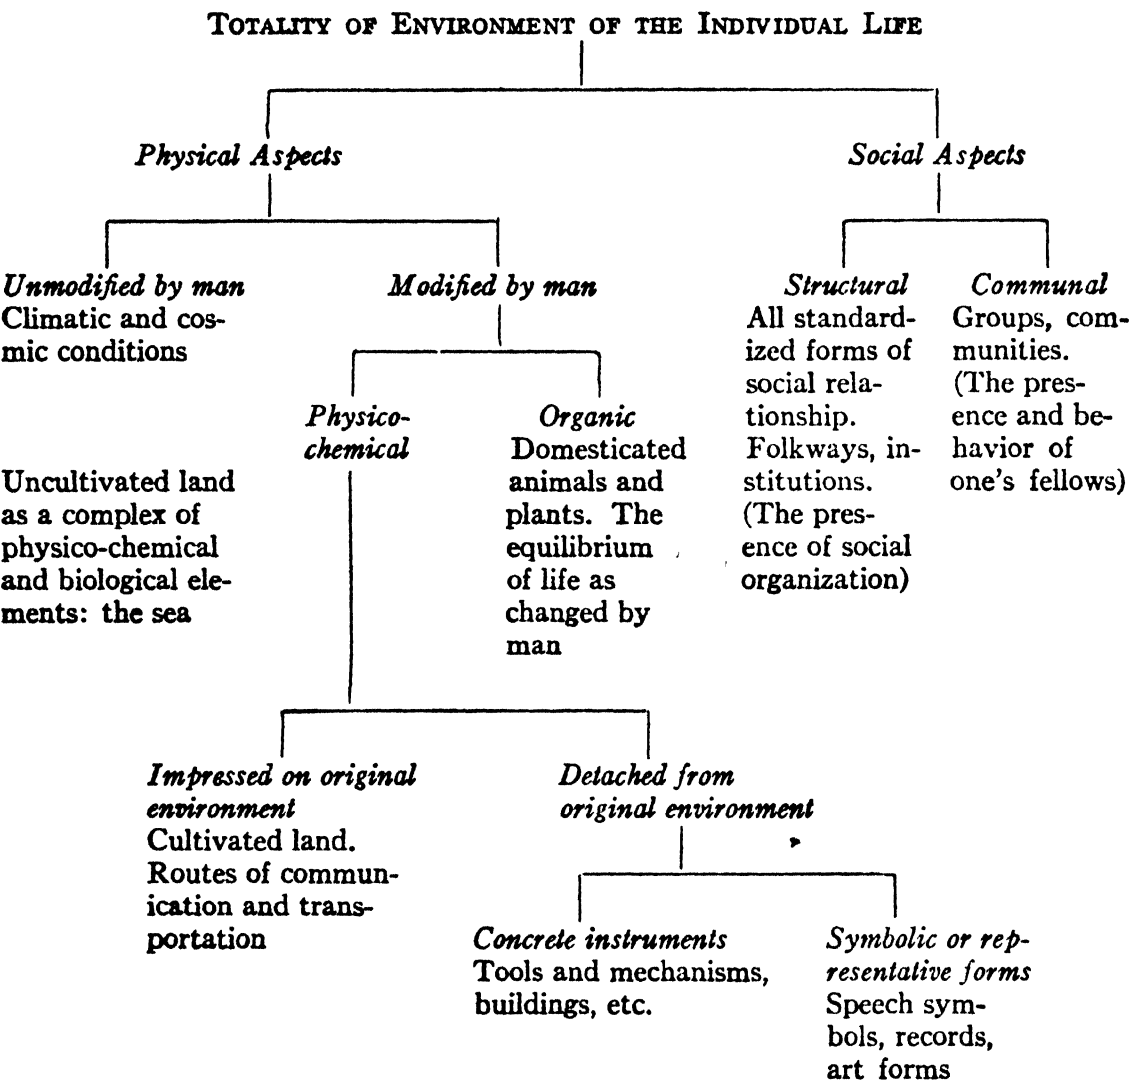 TOTALITY OF ENVIRONMENT OF THE INDIVIDUAL LIFE
Physical Aspects
Social Aspects
Unmodified by man
Climatic and cos-
mic conditions
Uncultivated land
as a complex of
physico-chemical
and biological ele-
ments: the sea
Modified by man
Physico-
chemical
Organic
Domesticated
animals and
plants. The
equilibrium
of life as
changed by
man
Structural
All standard-
ized forms of
social rela-
tionship.
Folkways, in-
stitutions.
(The pres-
ence of social
organization)
Communal
Groups, com-
munities.
(The pres-
ence and be-
havior of
one's fellows)
Impressed on original
environment
Cultivated land.
Routes of commun-
ication and trans-
portation
Detached from
original environment
Concrete instruments
Tools and mechanisms,
buildings, etc.
Symbolic or rep-
resentative forms
Speech sym-
bols, records,
art forms